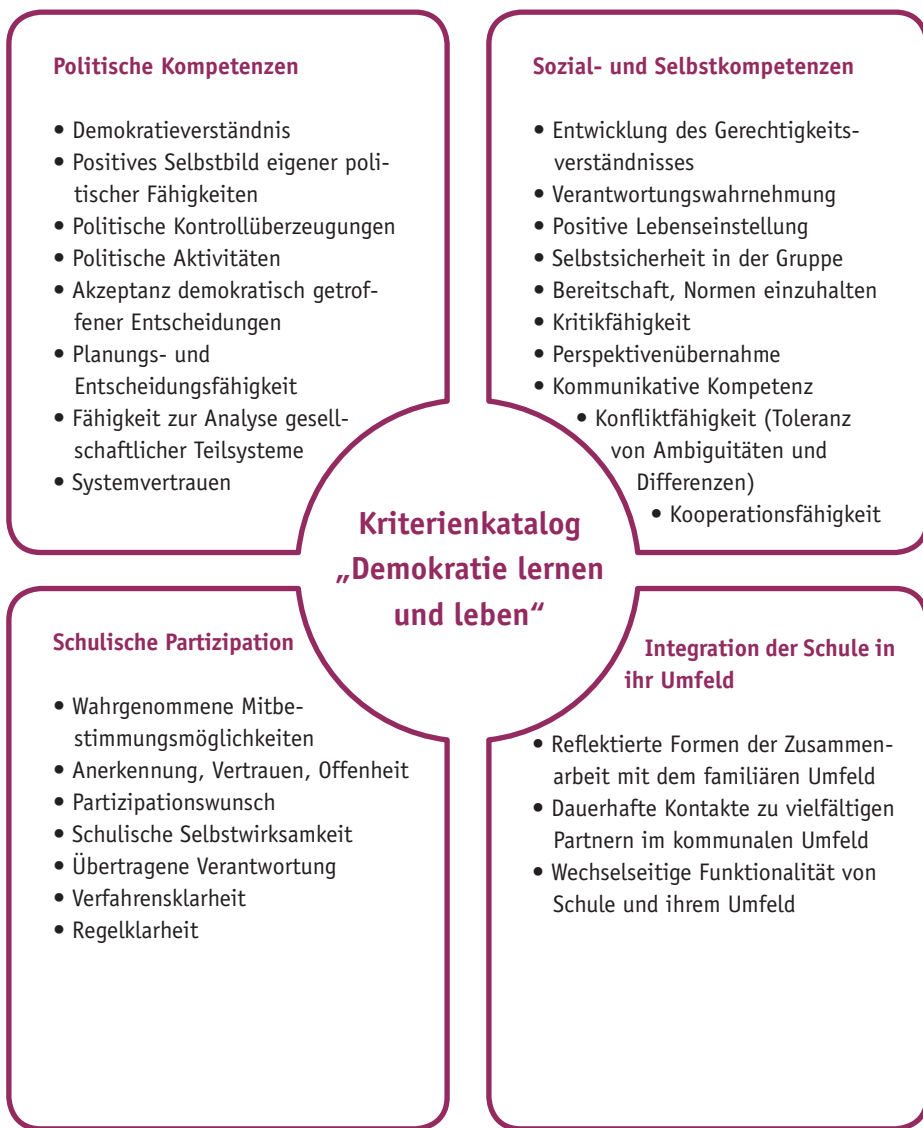 Politische Kompetenzen
• Demokratieverständnis
• Positives Selbstbild eigener poli-
tischer Fähigkeiten
• Politische Kontrollüberzeugungen
• Politische Aktivitäten
• Akzeptanz demokratisch getrof-
fener Entscheidungen
• Planungs- und
Entscheidungsfähigkeit
• Fähigkeit zur Analyse gesell-
schaftlicher Teilsysteme
• Systemvertrauen
Sozial- und Selbstkompetenzen
• Entwicklung des Gerechtigkeits-
verständnisses
• Verantwortungswahrnehmung
• Positive Lebenseinstellung
• Selbstsicherheit in der Gruppe
• Bereitschaft, Normen einzuhalten
• Kritikfähigkeit
• Perspektivenübernahme
• Kommunikative Kompetenz
• Konfliktfähigkeit (Toleranz
von Ambiguitäten und
Differenzen)
• Kooperationsfähigkeit
Kriterienkatalog
„Demokratie lernen
und leben“
Schulische Partizipation
• Wahrgenommene Mitbe-
stimmungsmöglichkeiten
• Anerkennung, Vertrauen, Offenheit
• Partizipationswunsch
• Schulische Selbstwirksamkeit
• Übertragene Verantwortung
• Verfahrensklarheit
• Regelklarheit
Integration der Schule in
ihr Umfeld
• Reflektierte Formen der Zusammen-
arbeit mit dem familiären Umfeld
• Dauerhafte Kontakte zu vielfältigen
Partnern im kommunalen Umfeld
• Wechselseitige Funktionalität von
Schule und ihrem Umfeld